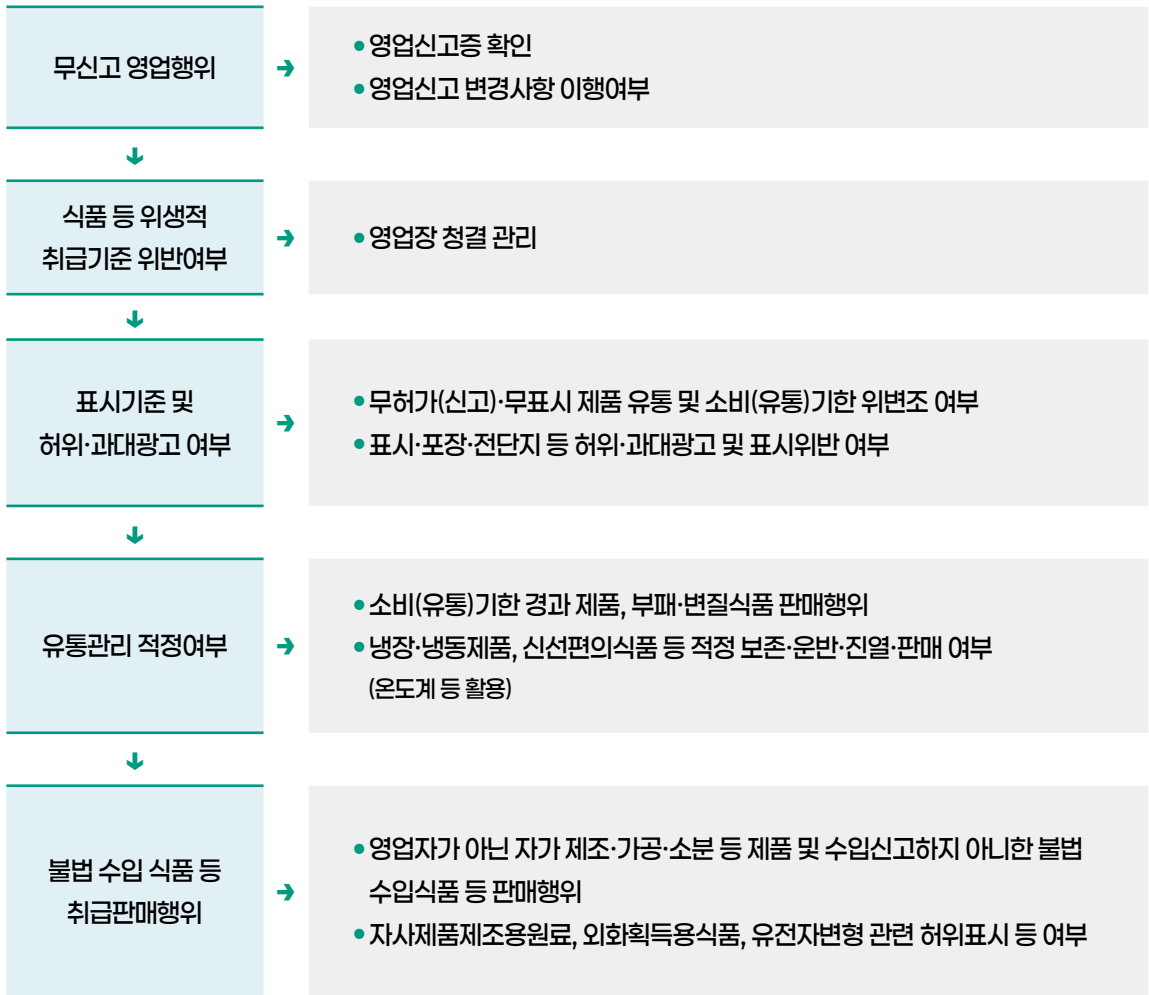 무신고 영업행위
• 영업신고증 확인
• 영업신고 변경사항 이행여부
식품 등 위생적
취급기준 위반여부
• 영업장 청결 관리
표시기준 및
허위·과대광고 여부
• 무허가(신고)·무표시 제품 유통 및 소비(유통)기한 위변조 여부
• 표시·포장·전단지 등 허위·과대광고 및 표시위반 여부
유통관리 적정여부
• 소비(유통)기한 경과 제품, 부패·변질식품 판매행위
• 냉장·냉동제품, 신선편의식품 등 적정 보존·운반·진열·판매 여부
(온도계 등 활용)
불법 수입 식품 등
취급판매행위
• 영업자가 아닌 자가 제조·가공·소분 등 제품 및 수입신고하지 아니한 불법
수입식품 등 판매행위
• 자사제품제조용원료, 외화획득용식품, 유전자변형 관련 허위표시 등 여부